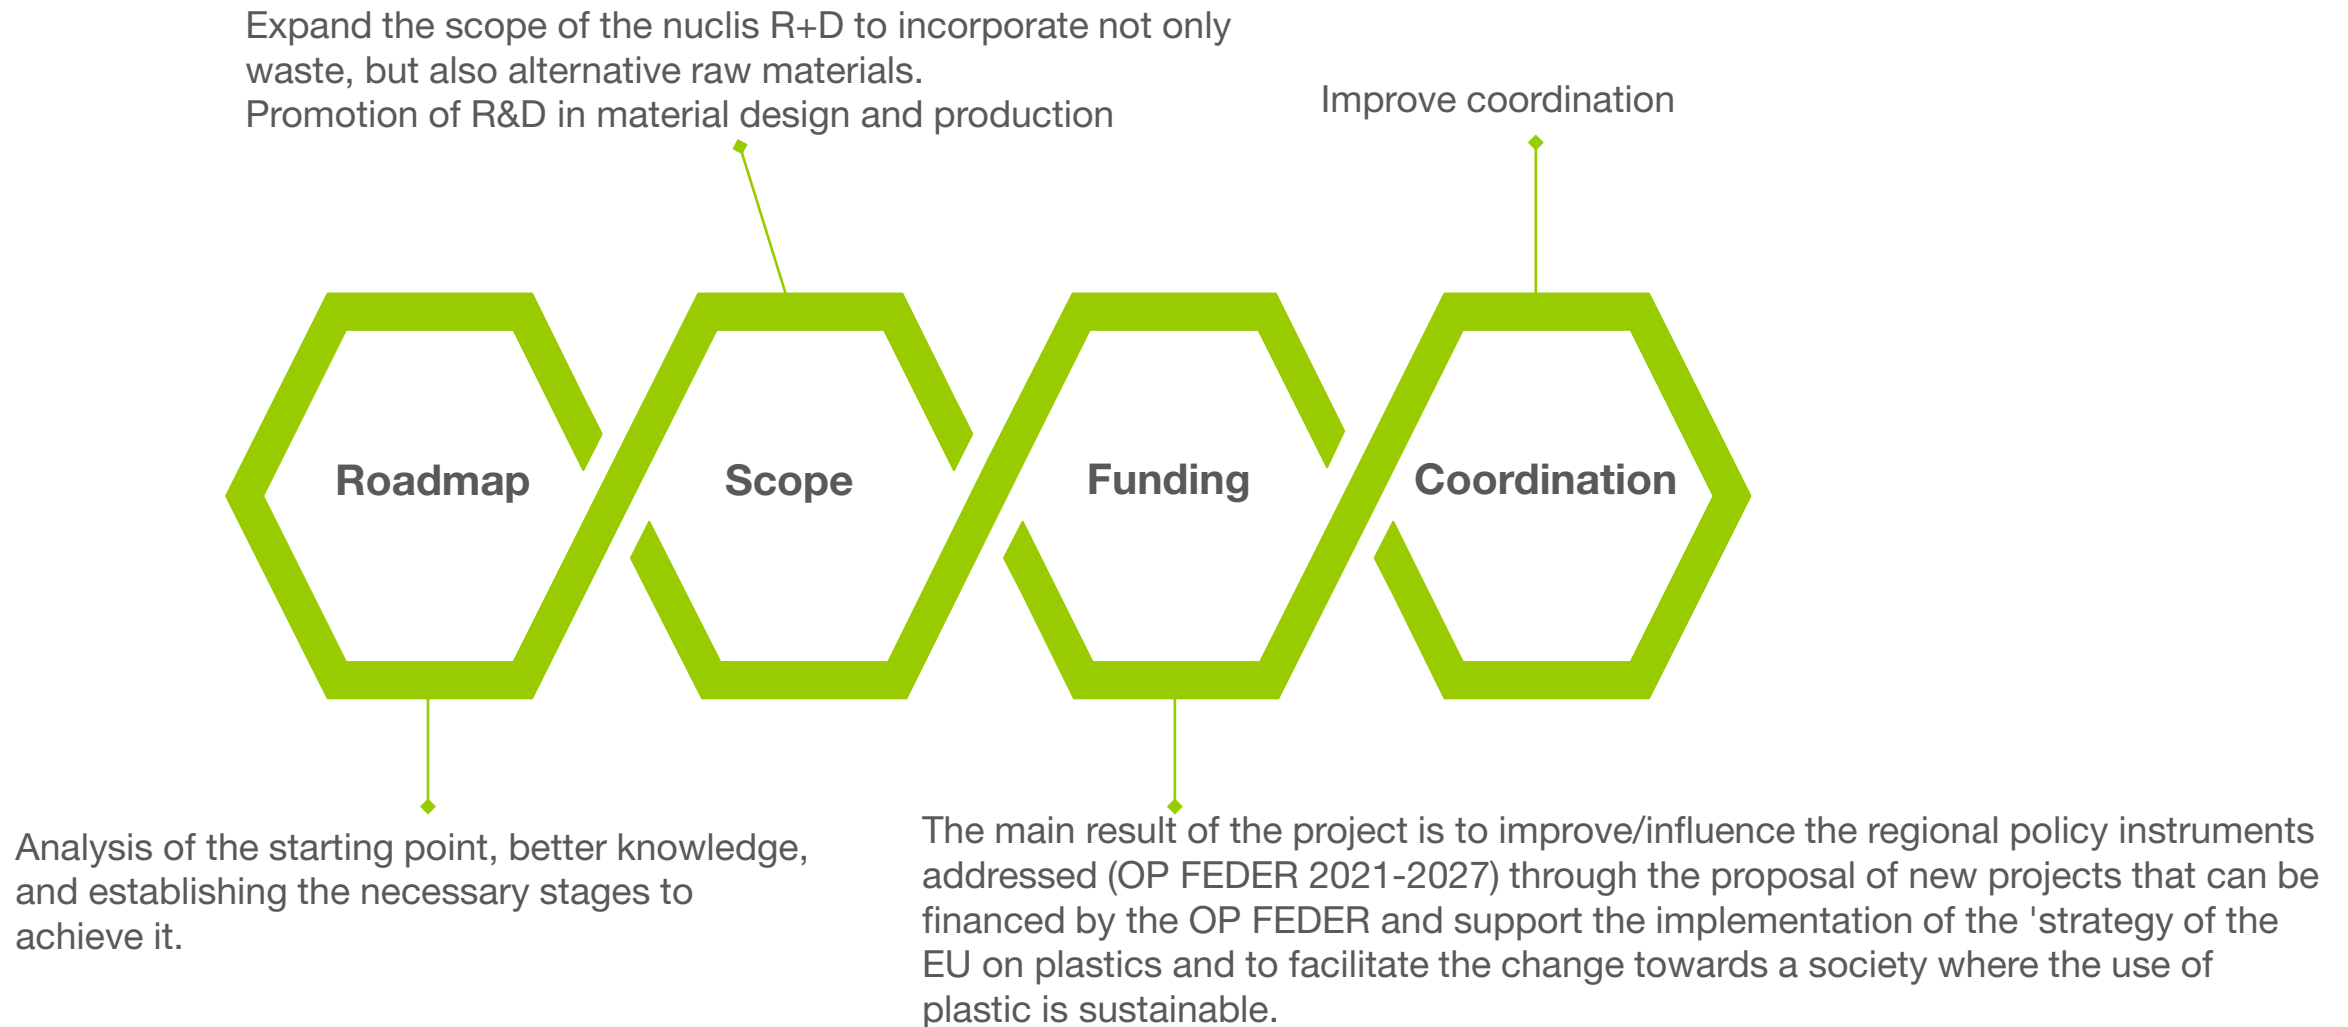 Expand the scope of the nuclis R+D to incorporate not only
waste, but also alternative raw materials.
Promotion of R&D in material design and production
Improve coordination
Roadmap
Scope
Funding
Coordination
Analysis of the starting point, better knowledge,
and establishing the necessary stages to
achieve it.
The main result of the project is to improve/influence the regional policy instruments
addressed (OP FEDER 2021-2027) through the proposal of new projects that can be
financed by the OP FEDER and support the implementation of the 'strategy of the
EU on plastics and to facilitate the change towards a society where the use of
plastic is sustainable.